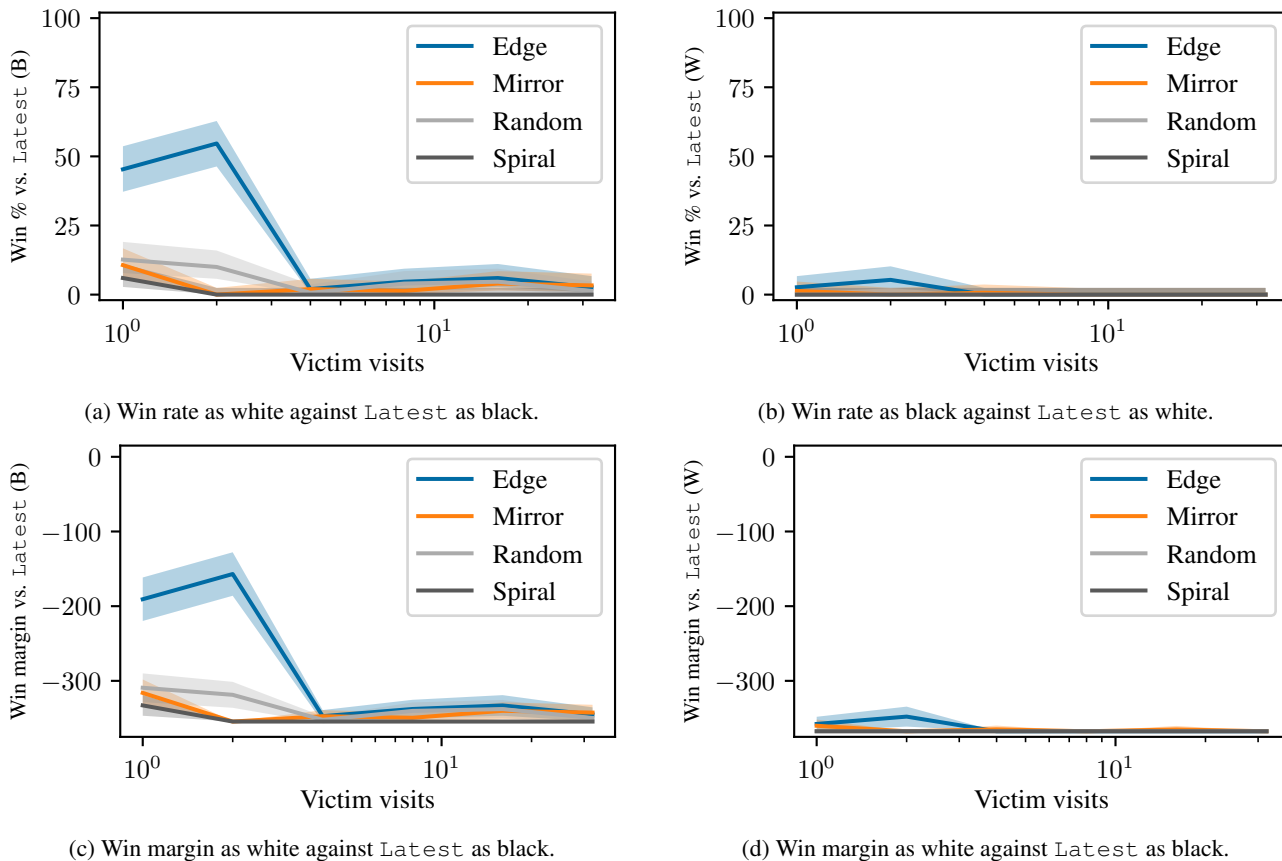 Win % vs. Latest (B)
100
75
50
25
0
Edge
Mirror
Random
Spiral
10^0
10^1
Victim visits
(a) Win rate as white against Latest as black.
Win % vs. Latest (W)
100
75
50
25
0
Edge
Mirror
Random
Spiral
10^0
10^1
Victim visits
(b) Win rate as black against Latest as white.
Win margin vs. Latest (B)
0
−100
−200
−300
Edge
Mirror
Random
Spiral
10^0
10^1
Victim visits
(c) Win margin as white against Latest as black.
Win margin vs. Latest (W)
0
−100
−200
−300
Edge
Mirror
Random
Spiral
10^0
10^1
Victim visits
(d) Win margin as white against Latest as black.